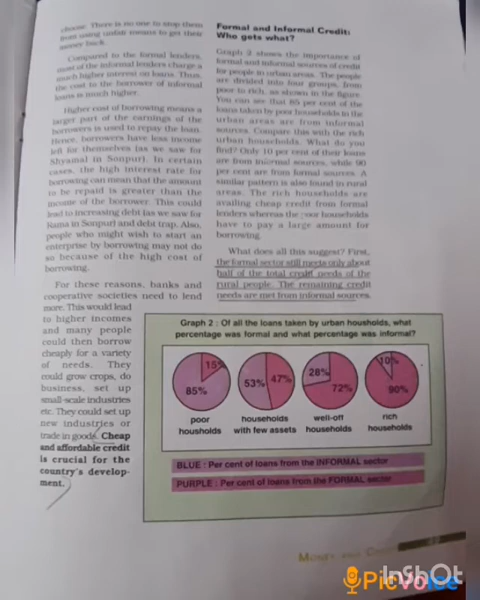 choose. There is no one to stop them
from using unfair means to get their
money back.
Compared to the formal lenders,
most of the informal lenders charge a
much higher interest on loans. Thus,
the cost to the borrower of informal
loans is much higher.
Higher cost of borrowing means a
larger part of the earnings of the
borrowers is used to repay the loan.
Hence, borrowers have less income
left for themselves (as we saw for
Shyamal in Sonpur). In certain
cases, the high interest rate for
borrowing can mean that the amount
to be repaid is greater than the
income of the borrower. This could
lead to increasing debt (as we saw for
Rama in Sonpur) and debt trap. Also,
people who might wish to start an
enterprise by borrowing may not do
so because of the high cost of
borrowing.
For these reasons, banks and
cooperative societies need to lend
more. This would lead
to higher incomes
and many people
could then borrow
cheaply for a variety
of needs. They
could grow crops, do
business, set up
small-scale industries
etc. They could set up
new industries or
trade in goods. Cheap
and affordable credit
is crucial for the
country's develop-
ment.
Formal and Informal Credit:
Who gets what?
Graph 2 shows the importance of
formal and informal sources of credit
for people in urban areas. The people
are divided into four groups, from
poor to rich, as shown in the figure.
You can see that 85 per cent of the
loans taken by poor households in the
urban areas are from informal
sources. Compare this with the rich
urban households. What do you
find? Only 10 per cent of their loans
are from informal sources, while 90
per cent are from formal sources. A
similar pattern is also found in rural
areas. The rich households are
availing cheap credit from formal
lenders whereas the poor households
have to pay a large amount for
borrowing.
What does all this suggest? First,
the formal sector still meets only about
half of the total credit needs of the
rural people. The remaining credit
needs are met from informal sources.
Graph 2 : Of all the loans taken by urban housholds, what
percentage was formal and what percentage was informal?
15%
85%
53% 47%
28%
72%
10%
90%
poor
housholds
households
with few assets
well-off
households
rich
households
BLUE : Per cent of loans from the INFORMAL sector
PURPLE : Per cent of loans from the FORMAL sector
MONEY AND
InShOt
PicVoice